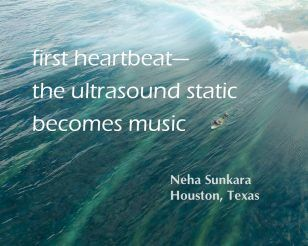 first heartbeat—
the ultrasound static
becomes music
Neha Sunkara
Houston, Texas